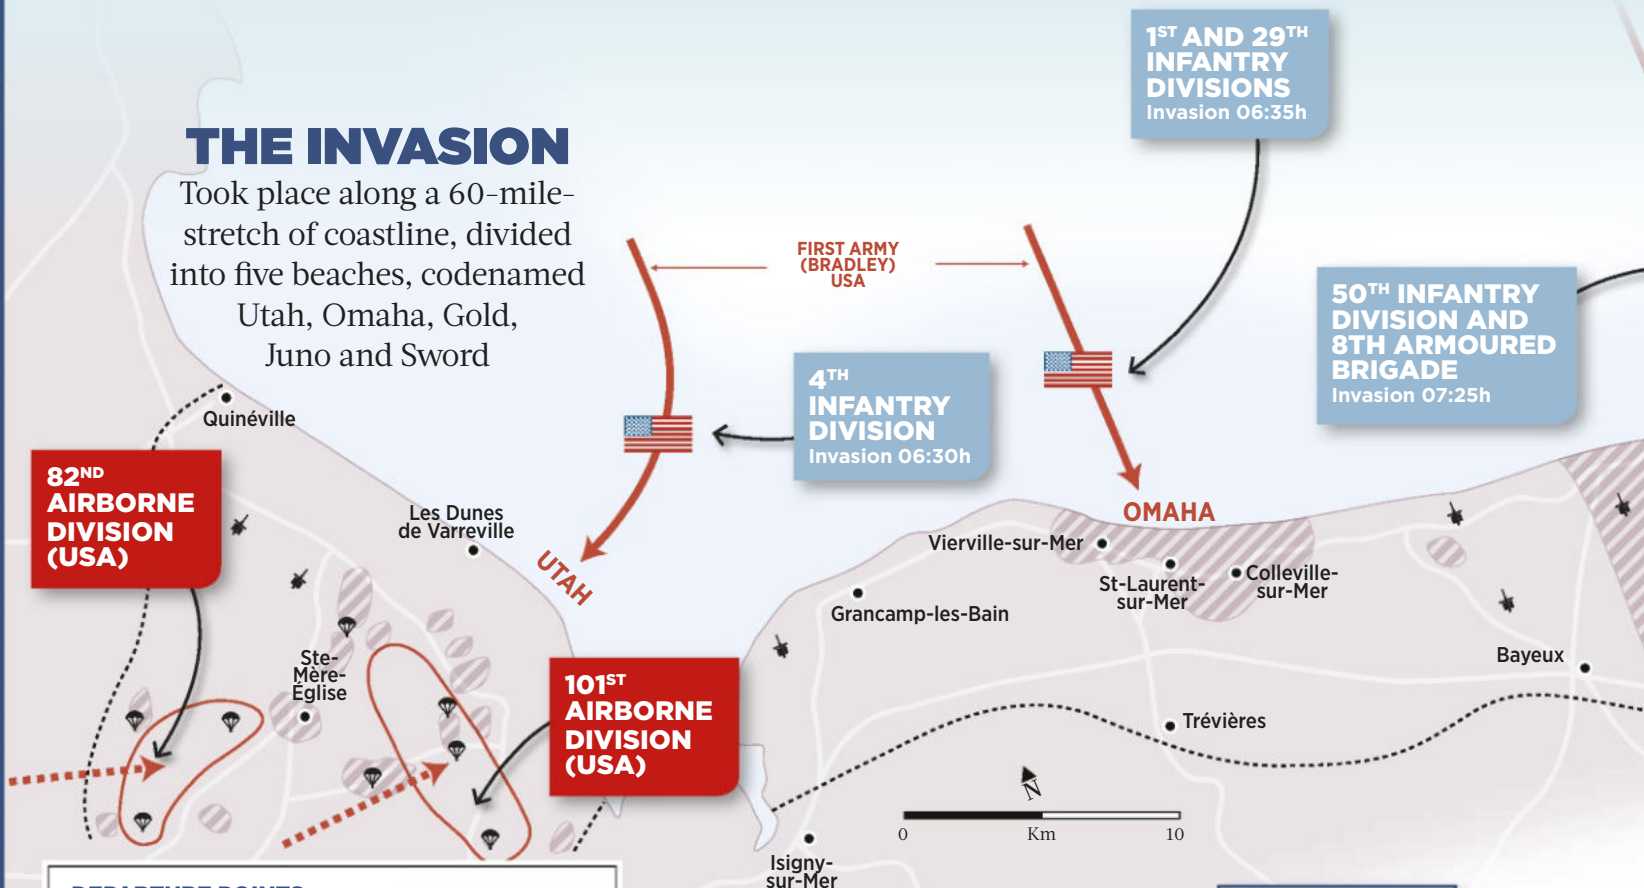 THE INVASION
Took place along a 60-mile-
stretch of coastline, divided
into five beaches, codenamed
Utah, Omaha, Gold,
Juno and Sword
1ST AND 29TH
INFANTRY
DIVISIONS
Invasion 06:35h
FIRST ARMY
(BRADLEY)
USA
50TH INFANTRY
DIVISION AND
8TH ARMOURED
BRIGADE
Invasion 07:25h
4TH
INFANTRY
DIVISION
Invasion 06:30h
Quinéville
82ND
AIRBORNE
DIVISION
(USA)
Les Dunes
de Varreville
UTAH
OMAHA
Vierville-sur-Mer
St-Laurent-
sur-Mer
Colleville-
sur-Mer
Grancamp-les-Bain
Ste-
Mère-
Église
101ST
AIRBORNE
DIVISION
(USA)
Bayeux
Trévières
N
0 Km 10
Isigny-
sur-Mer
DEPARTURE POINTS